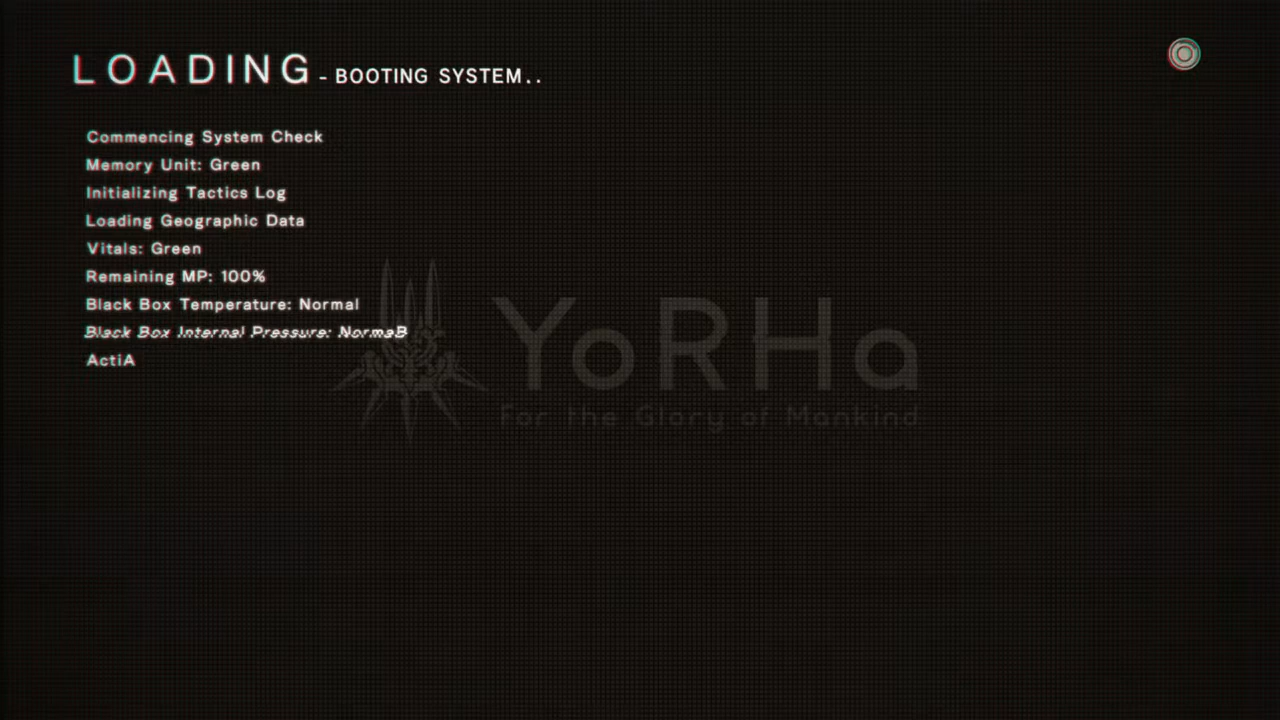 LOADING - BOOTING SYSTEM..
Commencing System Check
Memory Unit: Green
Initializing Tactics Log
Loading Geographic Data
Vitals: Green
Remaining MP: 100%
Black Box Temperature: Normal
Black Box Internal Pressure: NormaB
ActiA
YoRHa
For the Glory of Mankind